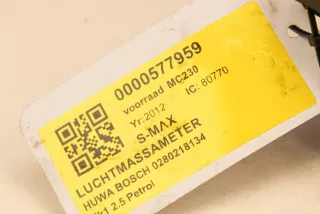 0000577959
voorraad MC230
Yr:2012 IC: 80770
S-MAX
LUCHTMASSAMETER
HUWA BOSCH 0280218134
2.5 Petrol